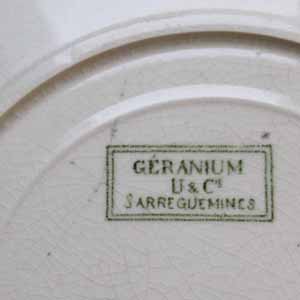 GÉRANIUM
U & Cie
SARREGUEMINES